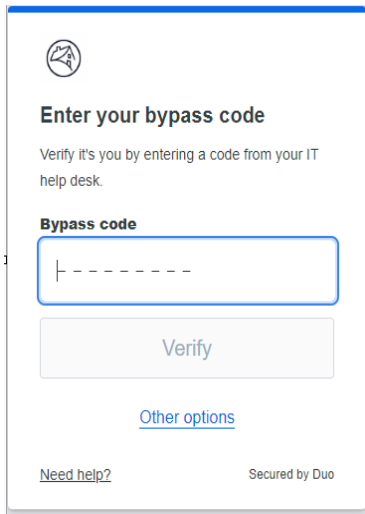 Enter your bypass code
Verify it's you by entering a code from your IT
help desk.
Bypass code
Verify
Other options
Need help? Secured by Duo